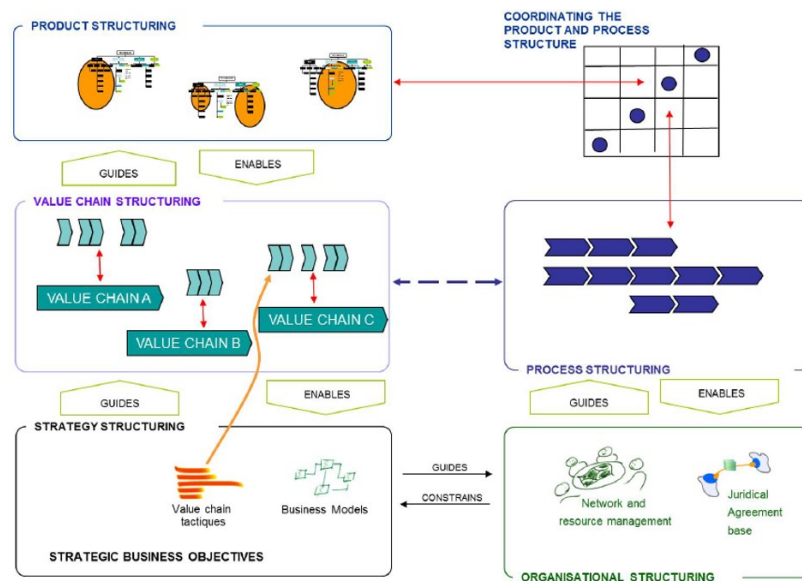 PRODUCT STRUCTURING
COORDINATING THE
PRODUCT AND PROCESS
STRUCTURE
GUIDES
ENABLES
VALUE CHAIN STRUCTURING
VALUE CHAIN A
VALUE CHAIN B
VALUE CHAIN C
PROCESS STRUCTURING
GUIDES
ENABLES
GUIDES
ENABLES
STRATEGY STRUCTURING
Value chain
tactiques
Business Models
STRATEGIC BUSINESS OBJECTIVES
GUIDES
CONSTRAINS
Network and
resource management
Juridical
Agreement
base
ORGANISATIONAL STRUCTURING